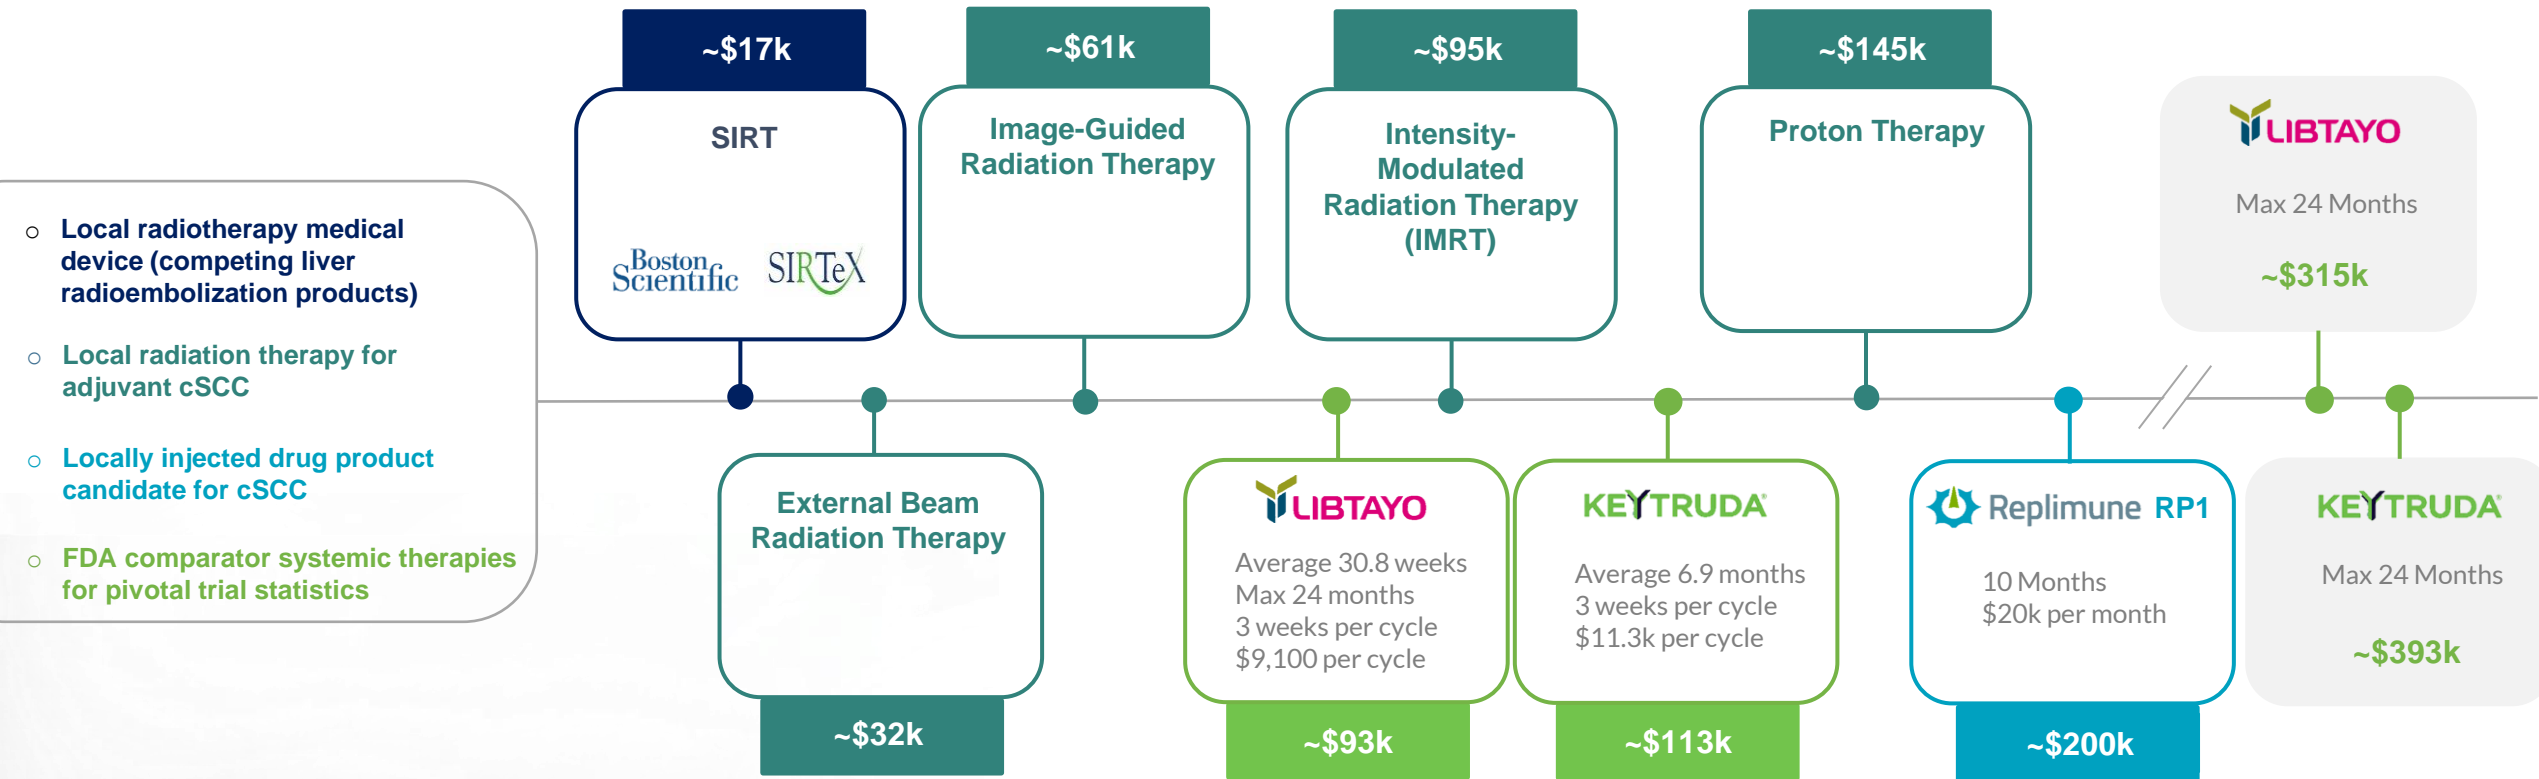 Local radiotherapy medical
device (competing liver
radioembolization products)
Local radiation therapy for
adjuvant cSCC
Locally injected drug product
candidate for cSCC
FDA comparator systemic therapies
for pivotal trial statistics
~$17k
SIRT
Boston
Scientific
SIRTeX
~$32k
External Beam
Radiation Therapy
~$61k
Image-Guided
Radiation Therapy
LIBTAYO
Average 30.8 weeks
Max 24 months
3 weeks per cycle
$9,100 per cycle
~$93k
~$95k
Intensity-
Modulated
Radiation Therapy
(IMRT)
KEYTRUDA
Average 6.9 months
3 weeks per cycle
$11.3k per cycle
~$113k
~$145k
Proton Therapy
Replimune RP1
10 Months
$20k per month
~$200k
LIBTAYO
Max 24 Months
~$315k
KEYTRUDA
Max 24 Months
~$393k